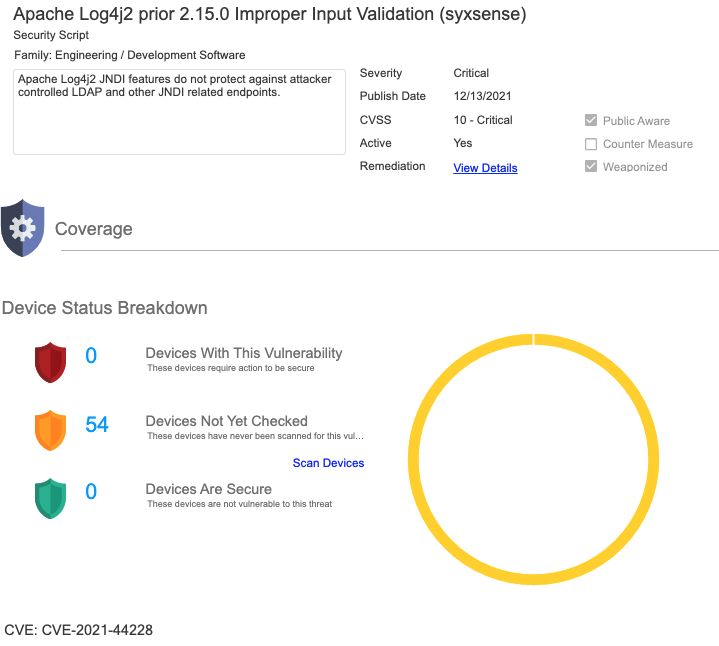 Apache Log4j2 prior 2.15.0 Improper Input Validation (syxsense)
Security Script
Family: Engineering / Development Software
Apache Log4j2 JNDI features do not protect against attacker
controlled LDAP and other JNDI related endpoints.
Severity Critical
Publish Date 12/13/2021
CVSS 10 - Critical Public Aware
Active Yes Counter Measure
Remediation View Details Weaponized
Coverage
Device Status Breakdown
0 Devices With This Vulnerability
These devices require action to be secure
54 Devices Not Yet Checked
These devices have never been scanned for this vul...
Scan Devices
0 Devices Are Secure
These devices are not vulnerable to this threat
CVE: CVE-2021-44228